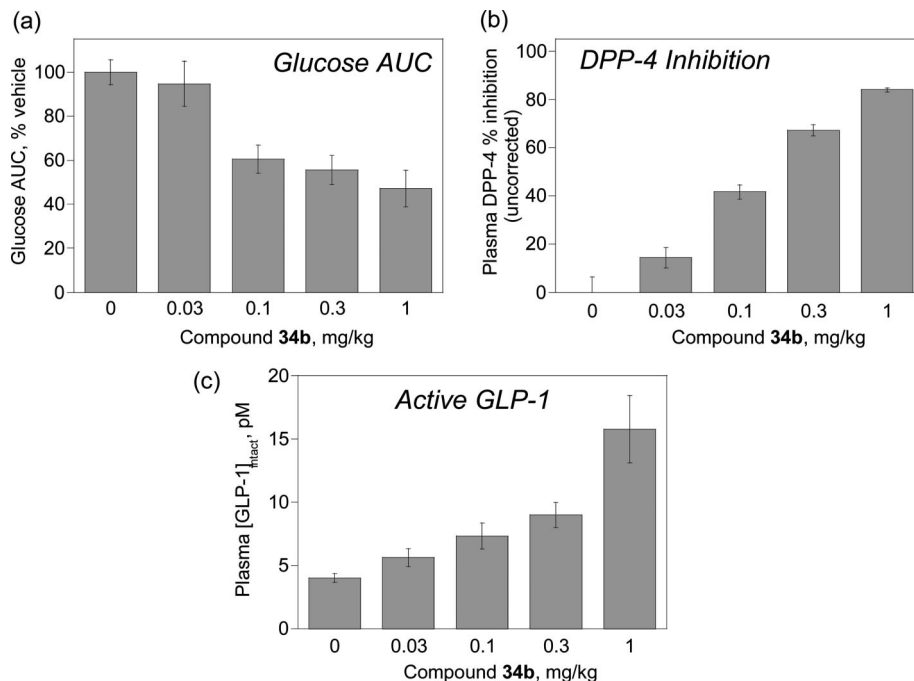 (a)
Glucose AUC
Glucose AUC, % vehicle
100
80
60
40
20
0
0 0.03 0.1 0.3 1
Compound 34b, mg/kg
(b)
DPP-4 Inhibition
Plasma DPP-4 % inhibition
(uncorrected)
100
80
60
40
20
0
0 0.03 0.1 0.3 1
Compound 34b, mg/kg
(c)
Active GLP-1
Plasma [GLP-1]intact, pM
20
15
10
5
0
0 0.03 0.1 0.3 1
Compound 34b, mg/kg